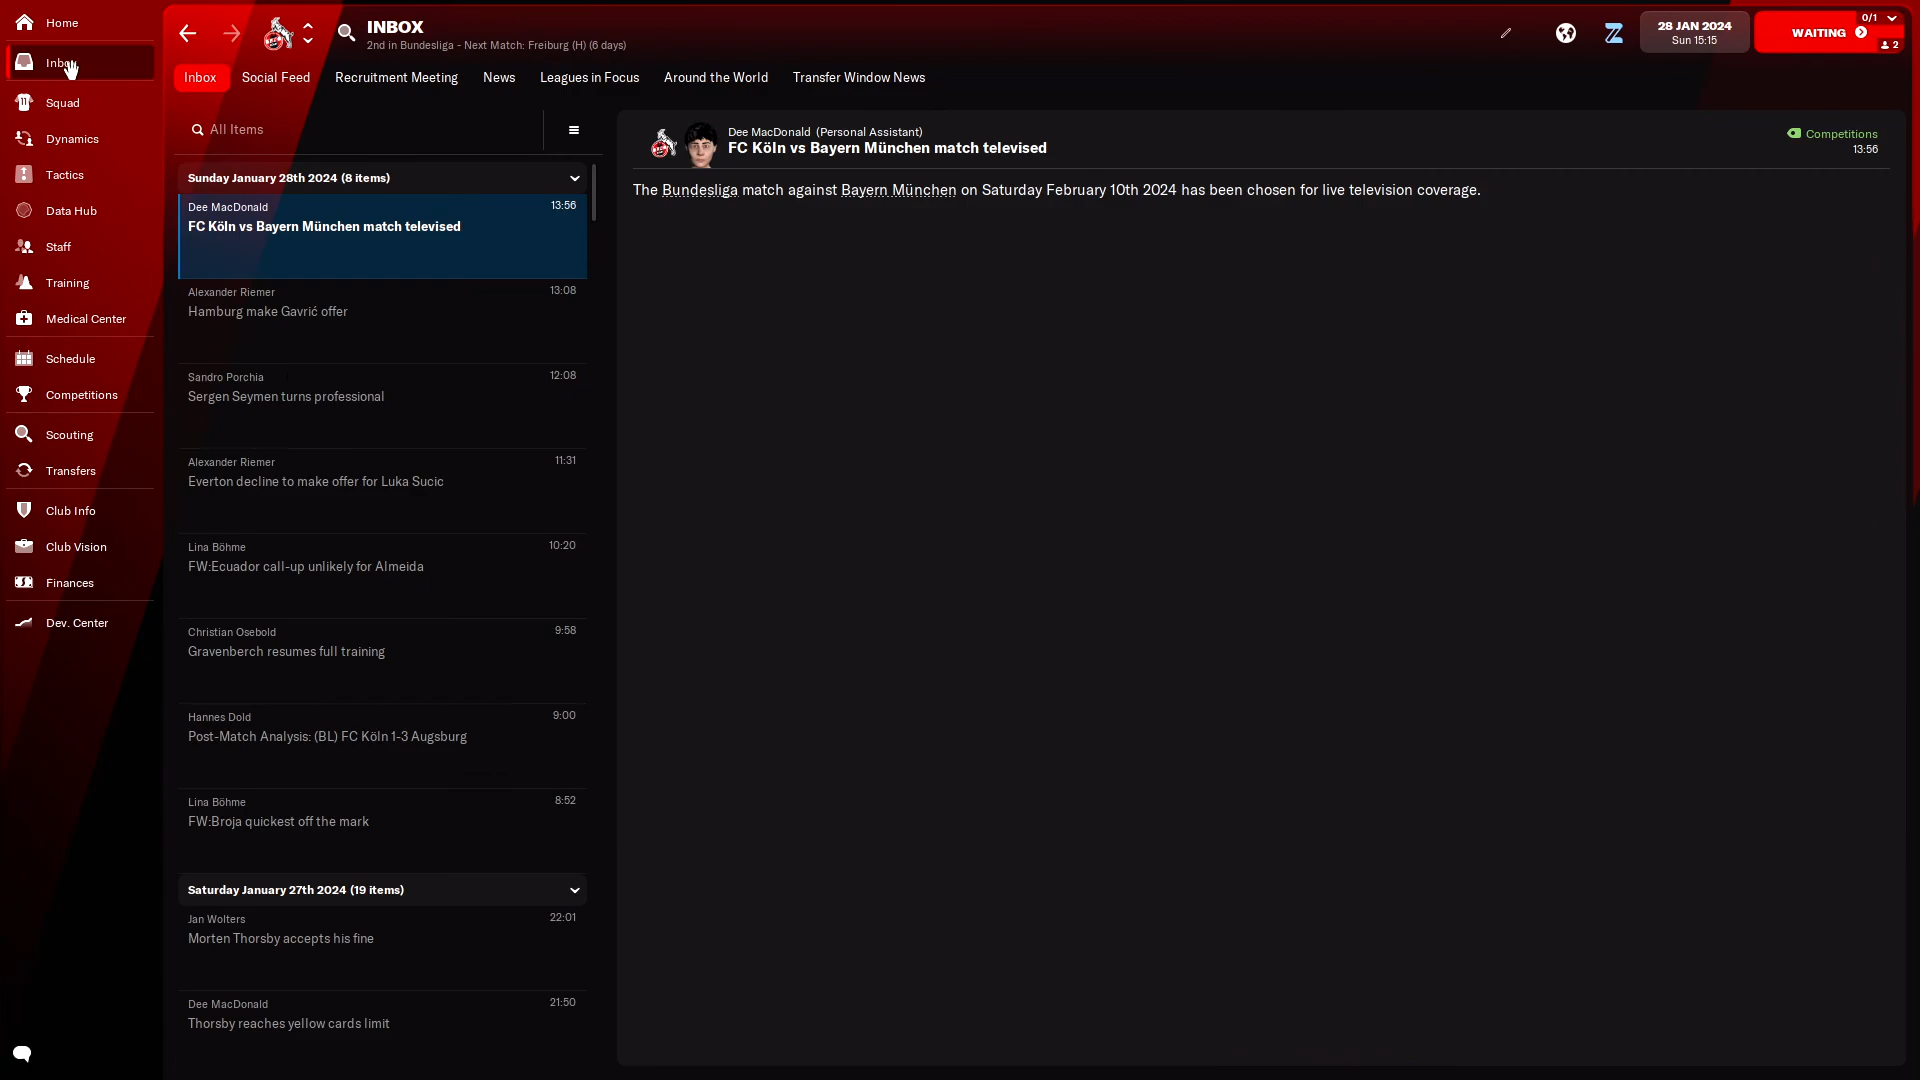 Home
Squad
Dynamics
Tactics
Data Hub
Staff
Training
Medical Center
Schedule
Competitions
Scouting
Transfers
Club Info
Club Vision
Finances
Dev. Center
INBOX
2nd in Bundesliga - Next Match: Freiburg (H) (6 days)
28 JAN 2024
Sun 15:15
WAITING
0/1
2
Inbox
Social Feed
Recruitment Meeting
News
Leagues in Focus
Around the World
Transfer Window News
All Items
Sunday January 28th 2024 (8 items)
Dee MacDonald 13:56
FC Köln vs Bayern München match televised
Alexander Riemer 13:08
Hamburg make Gavrić offer
Sandro Porchia 12:08
Sergen Seymen turns professional
Alexander Riemer 11:31
Everton decline to make offer for Luka Sucic
Lina Böhme 10:20
FW:Ecuador call-up unlikely for Almeida
Christian Osebold 9:58
Gravenberch resumes full training
Hannes Dold 9:00
Post-Match Analysis: (BL) FC Köln 1-3 Augsburg
Lina Böhme 8:52
FW:Broja quickest off the mark
Saturday January 27th 2024 (19 items)
Jan Wolters 22:01
Morten Thorsby accepts his fine
Dee MacDonald 21:50
Thorsby reaches yellow cards limit
Dee MacDonald (Personal Assistant)
FC Köln vs Bayern München match televised
Competitions
13:56
The Bundesliga match against Bayern München on Saturday February 10th 2024 has been chosen for live television coverage.